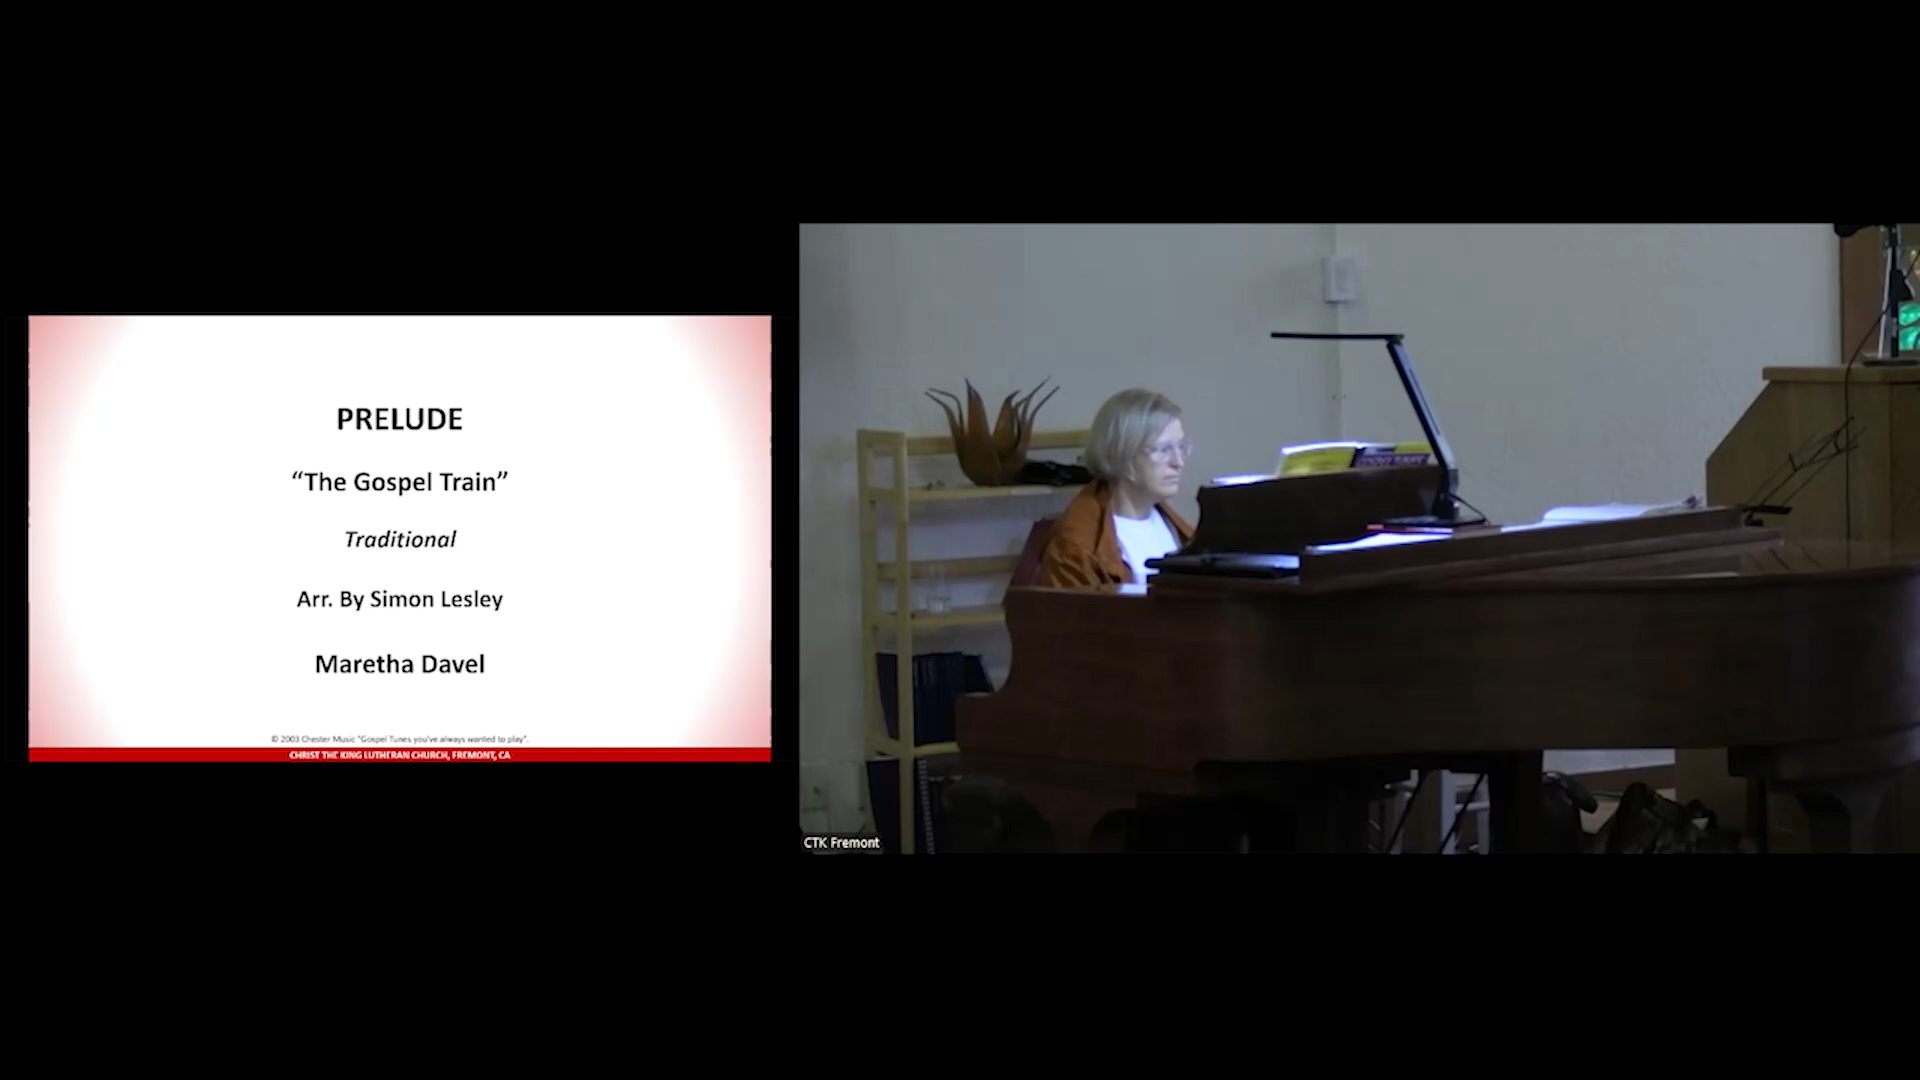 PRELUDE
“The Gospel Train”
Traditional
Arr. By Simon Lesley
Maretha Davel
© 2003 Chester Music "Gospel Tunes you've always wanted to play".
CHRIST THE KING LUTHERAN CHURCH, FREMONT, CA
CTK Fremont